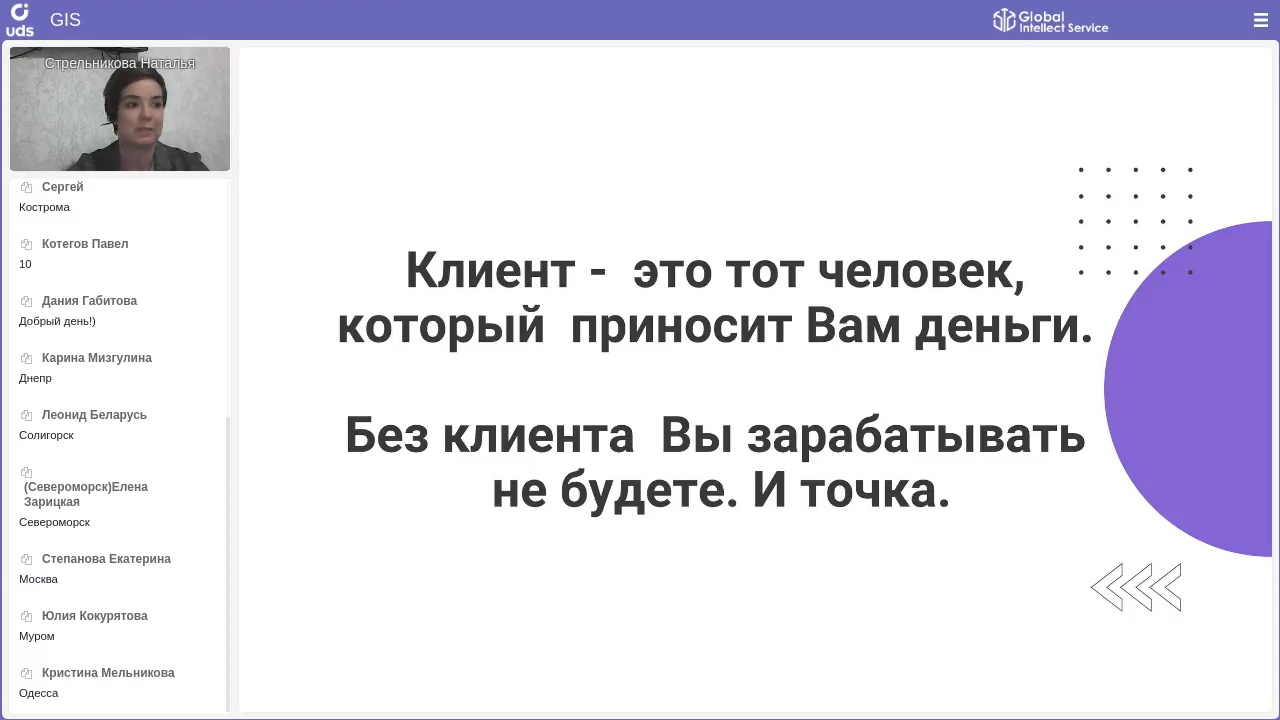 uds
GIS
Global
Intellect Service
Стрельникова Наталья
Сергей
Кострома
Котегов Павел
10
Дания Габитова
Добрый день!)
Карина Мизгулина
Днепр
Леонид Беларусь
Солигорск
(Североморск)Елена
Зарицкая
Североморск
Степанова Екатерина
Москва
Юлия Кокурятова
Муром
Кристина Мельникова
Одесса
Клиент - это тот человек,
который приносит Вам деньги.
Без клиента Вы зарабатывать
не будете. И точка.